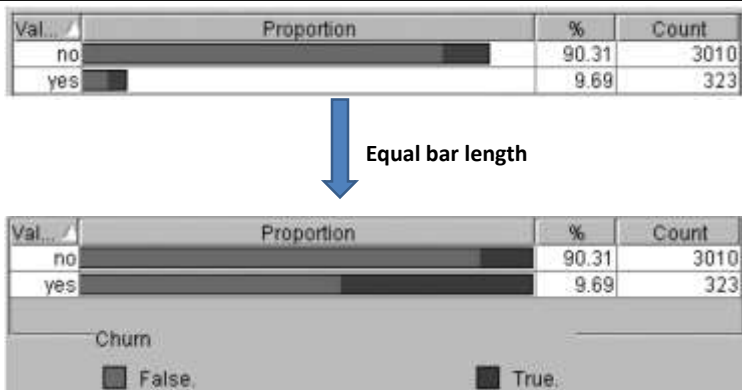 Val... Proportion % Count
no 90.31 3010
yes 9.69 323
Equal bar length
Val... Proportion % Count
no 90.31 3010
yes 9.69 323
Churn
False. True.